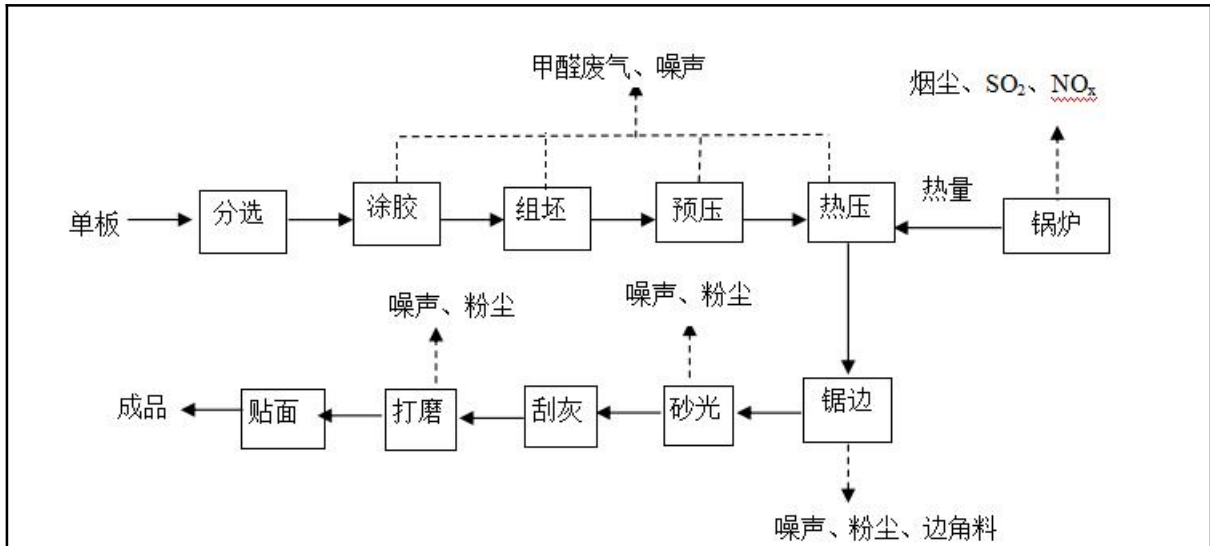 甲醛废气、噪声
烟尘、SO₂、NOₓ
单板
分选
涂胶
组坯
预压
热压
热量
锅炉
噪声、粉尘
噪声、粉尘
成品
贴面
打磨
刮灰
砂光
锯边
噪声、粉尘、边角料